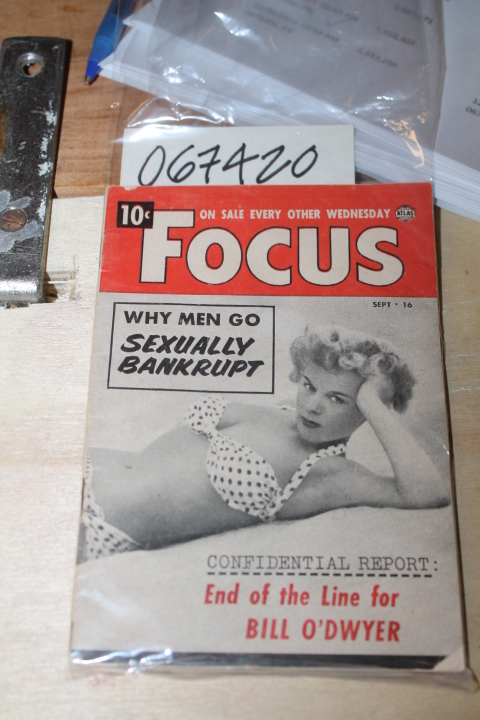 067420
10¢
ON SALE EVERY OTHER WEDNESDAY
ATLAS
FOCUS
SEPT • 16
WHY MEN GO
SEXUALLY
BANKRUPT
CONFIDENTIAL REPORT:
End of the Line for
BILL O'DWYER